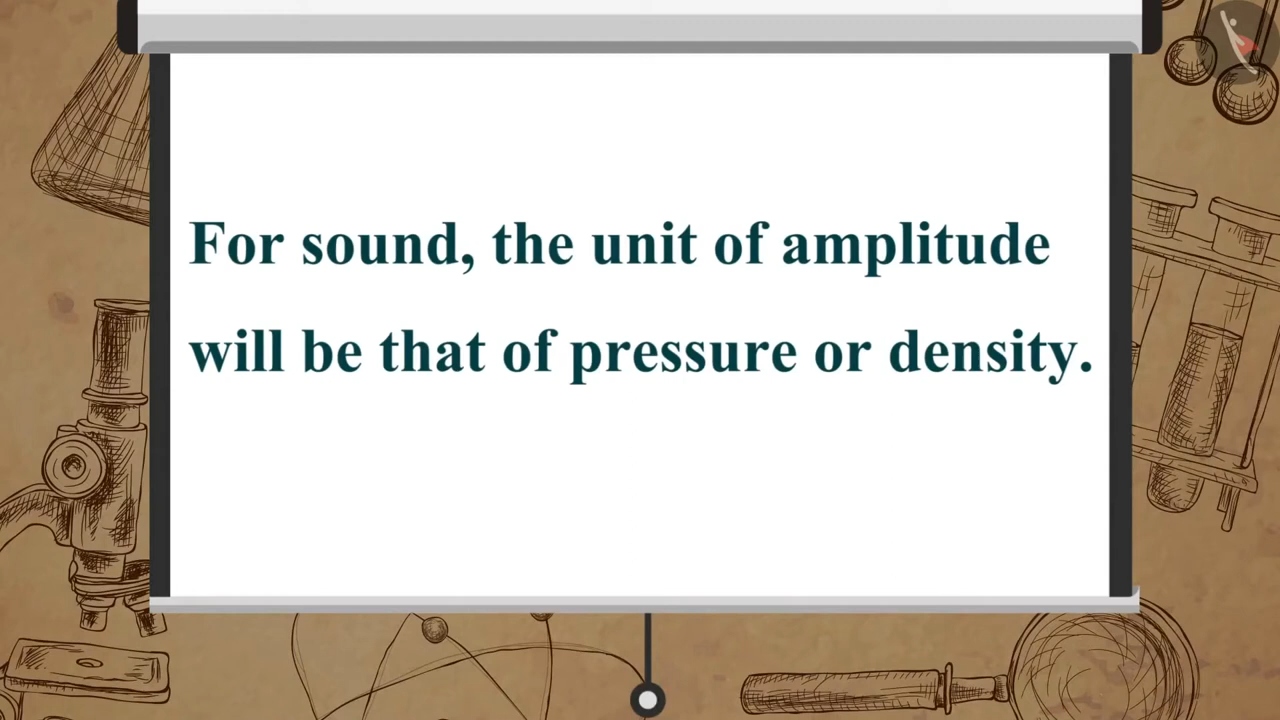 For sound, the unit of amplitude
will be that of pressure or density.